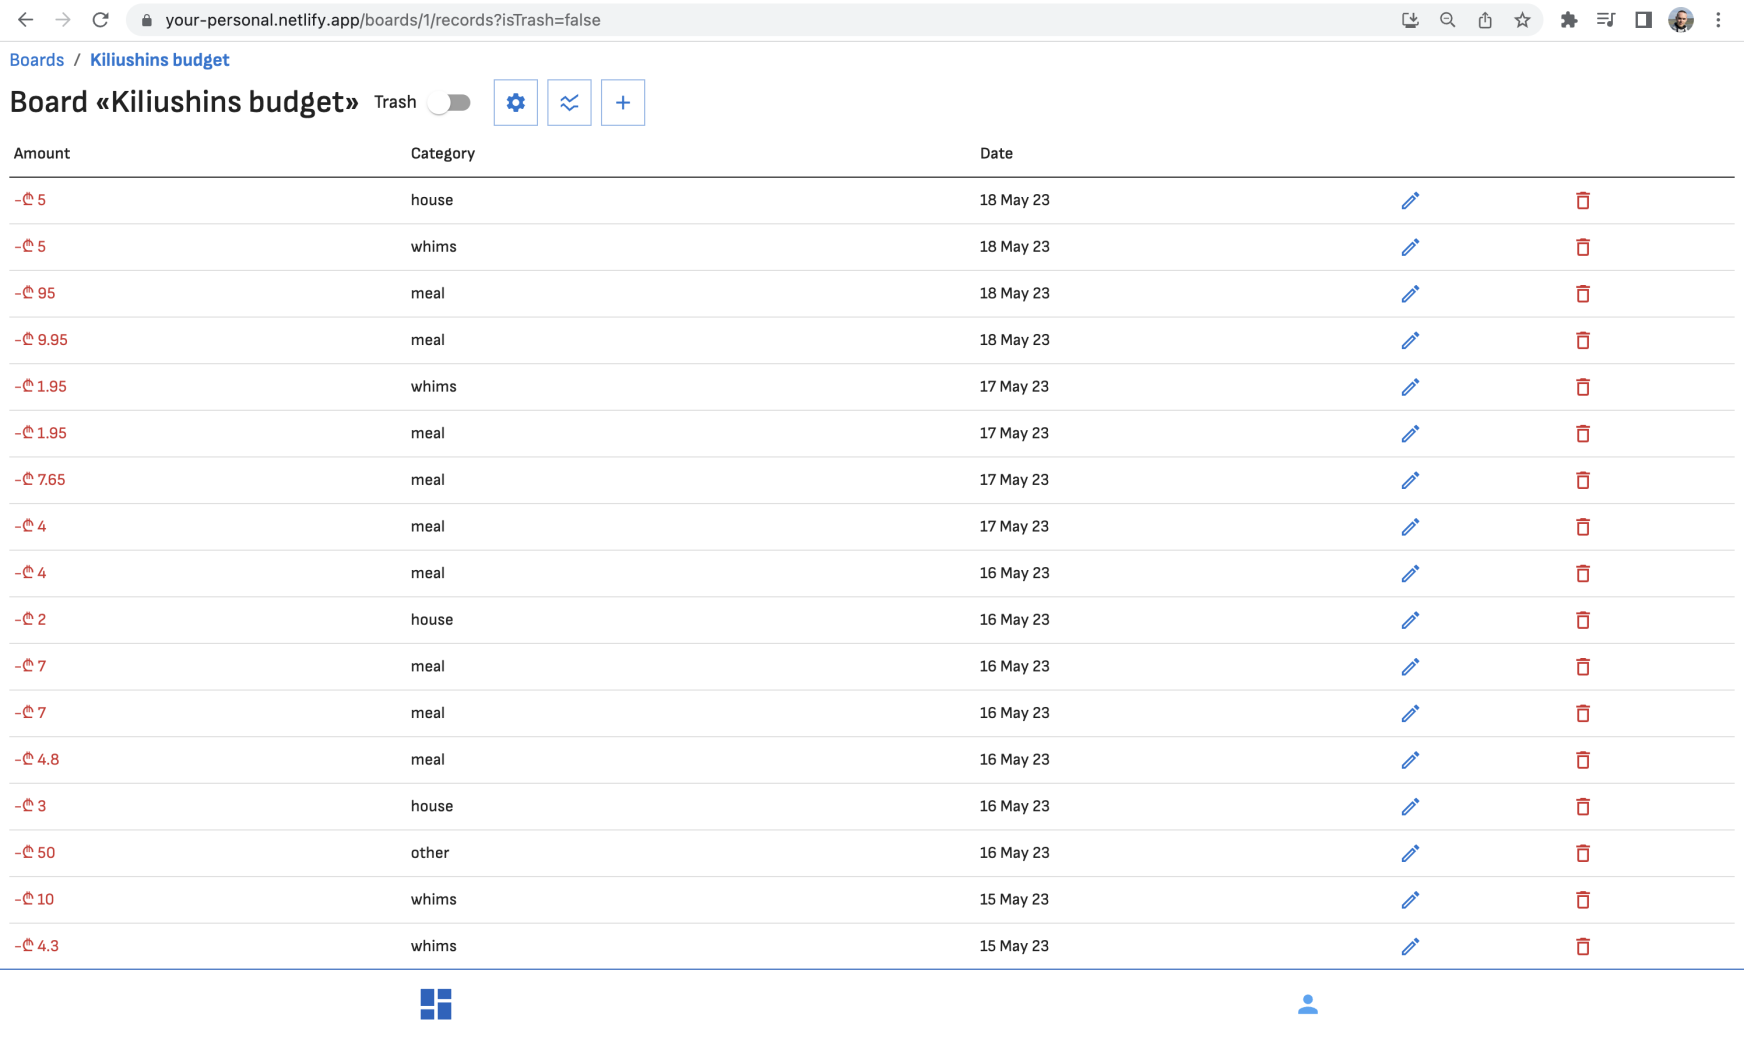 your-personal.netlify.app/boards/1/records?isTrash=false
Boards / Kiliushins budget
Board «Kiliushins budget» Trash
Amount Category Date
-₾ 5 house 18 May 23
-₾ 5 whims 18 May 23
-₾ 95 meal 18 May 23
-₾ 9.95 meal 18 May 23
-₾ 1.95 whims 17 May 23
-₾ 1.95 meal 17 May 23
-₾ 7.65 meal 17 May 23
-₾ 4 meal 17 May 23
-₾ 4 meal 16 May 23
-₾ 2 house 16 May 23
-₾ 7 meal 16 May 23
-₾ 7 meal 16 May 23
-₾ 4.8 meal 16 May 23
-₾ 3 house 16 May 23
-₾ 50 other 16 May 23
-₾ 10 whims 15 May 23
-₾ 4.3 whims 15 May 23